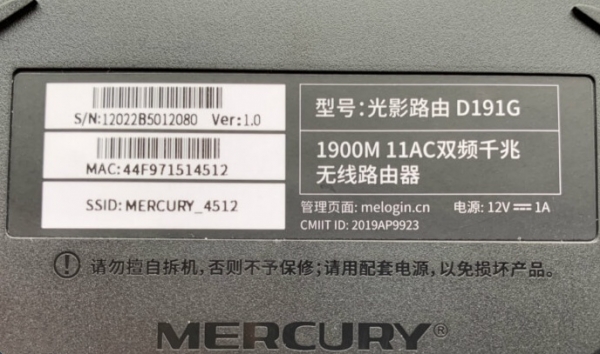 S/N:12022B5012080 Ver:1.0
MAC:44F971514512
SSID: MERCURY_4512
型号:光影路由 D191G
1900M 11AC双频千兆
无线路由器
管理页面: melogin.cn 电源: 12V⎓1A
CMIIT ID: 2019AP9923
请勿擅自拆机,否则不予保修;请用配套电源,以免损坏产品。
MERCURY®